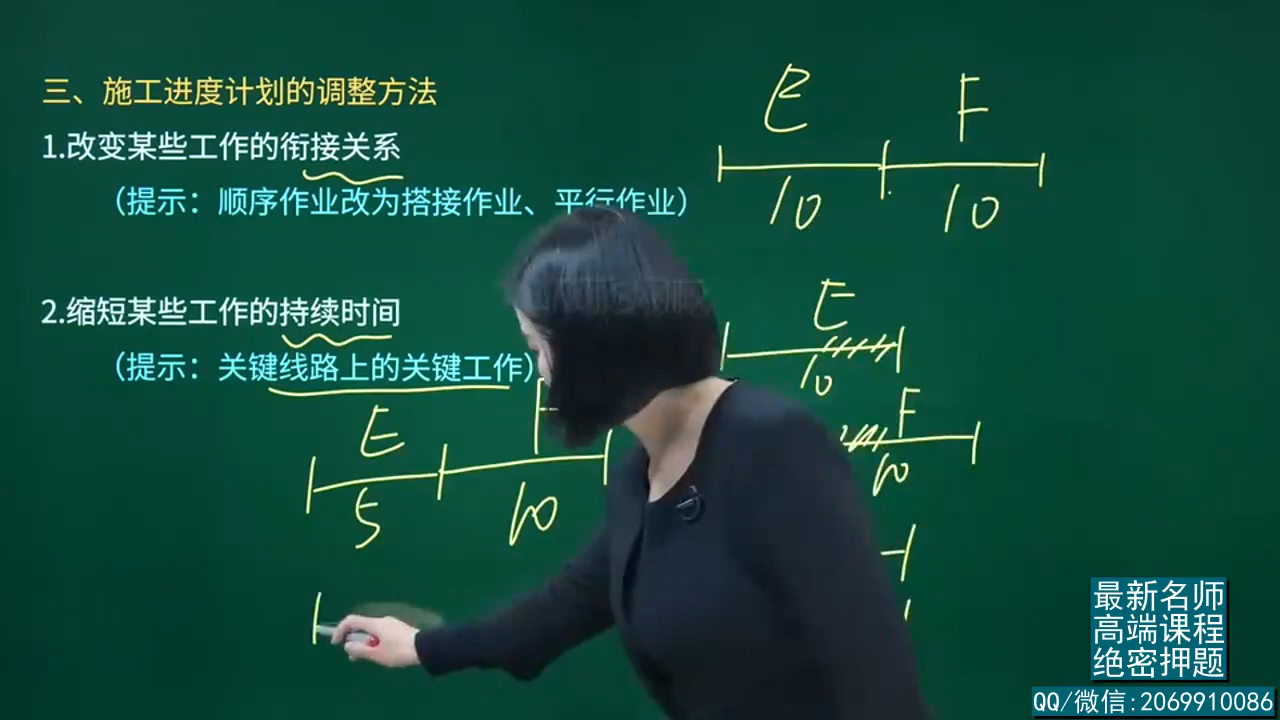 三、施工进度计划的调整方法
1.改变某些工作的衔接关系
（提示：顺序作业改为搭接作业、平行作业）
2.缩短某些工作的持续时间
（提示：关键线路上的关键工作）
E F
10 10
E
10
F
10
E F
5 10
最新名师
高端课程
绝密押题
QQ/微信:2069910086